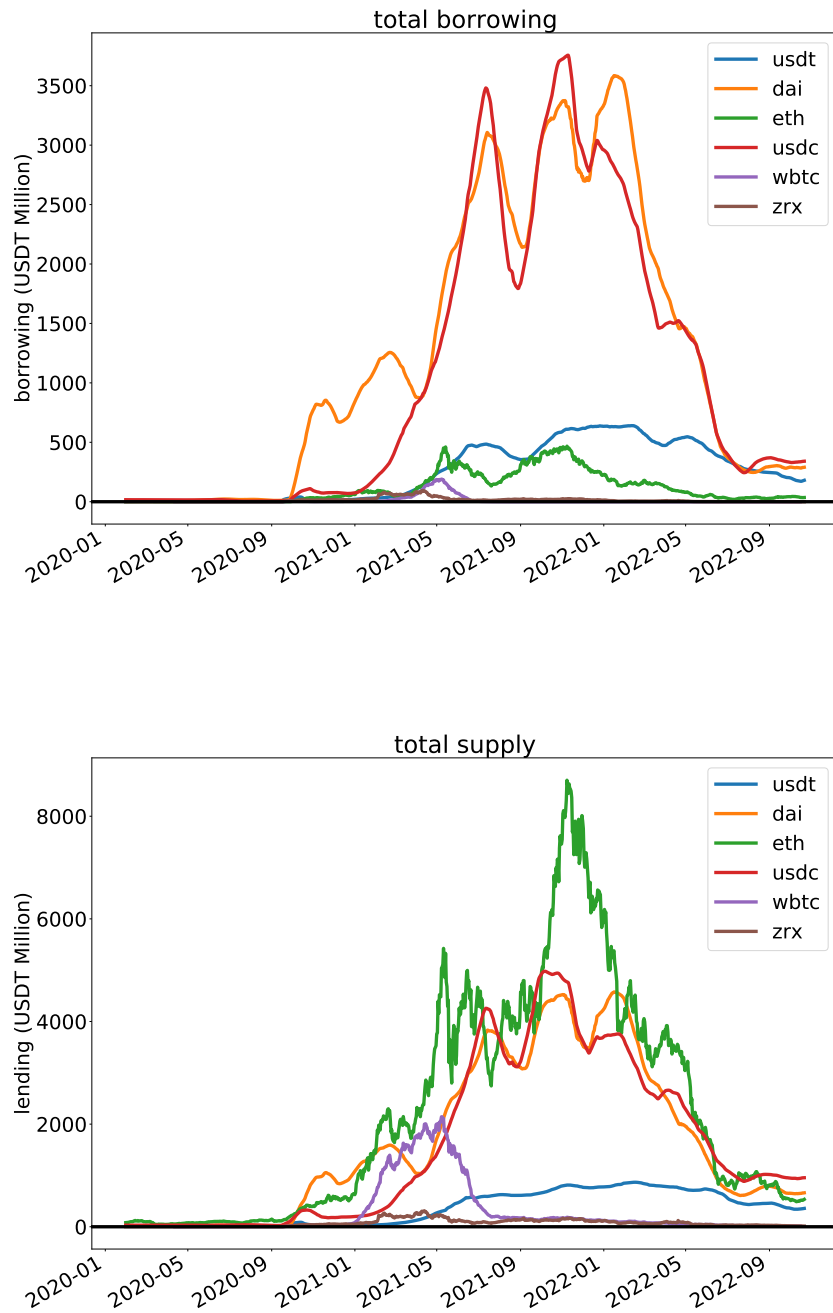 total borrowing
borrowing (USDT Million)
3500
3000
2500
2000
1500
1000
500
0
usdt
dai
eth
usdc
wbtc
zrx
2020-01
2020-05
2020-09
2021-01
2021-05
2021-09
2022-01
2022-05
2022-09
total supply
lending (USDT Million)
8000
6000
4000
2000
0
usdt
dai
eth
usdc
wbtc
zrx
2020-01
2020-05
2020-09
2021-01
2021-05
2021-09
2022-01
2022-05
2022-09